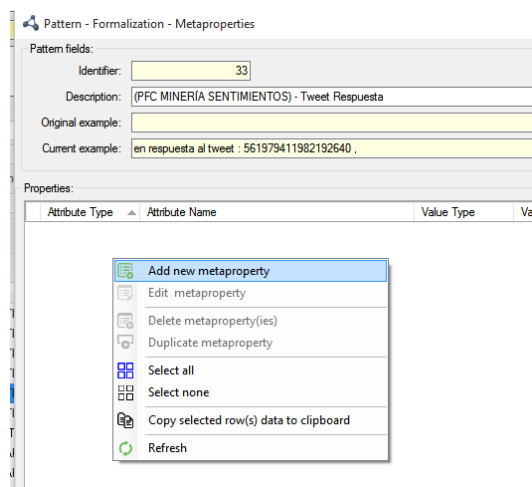 Pattern - Formalization - Metaproperties
Pattern fields:
Identifier: 33
Description: (PFC MINERÍA SENTIMIENTOS) - Tweet Respuesta
Original example:
Current example: en respuesta al tweet : 561979411982192640 ,
Properties:
Attribute Type Attribute Name Value Type
Add new metaproperty
Edit metaproperty
Delete metaproperty(ies)
Duplicate metaproperty
Select all
Select none
Copy selected row(s) data to clipboard
Refresh